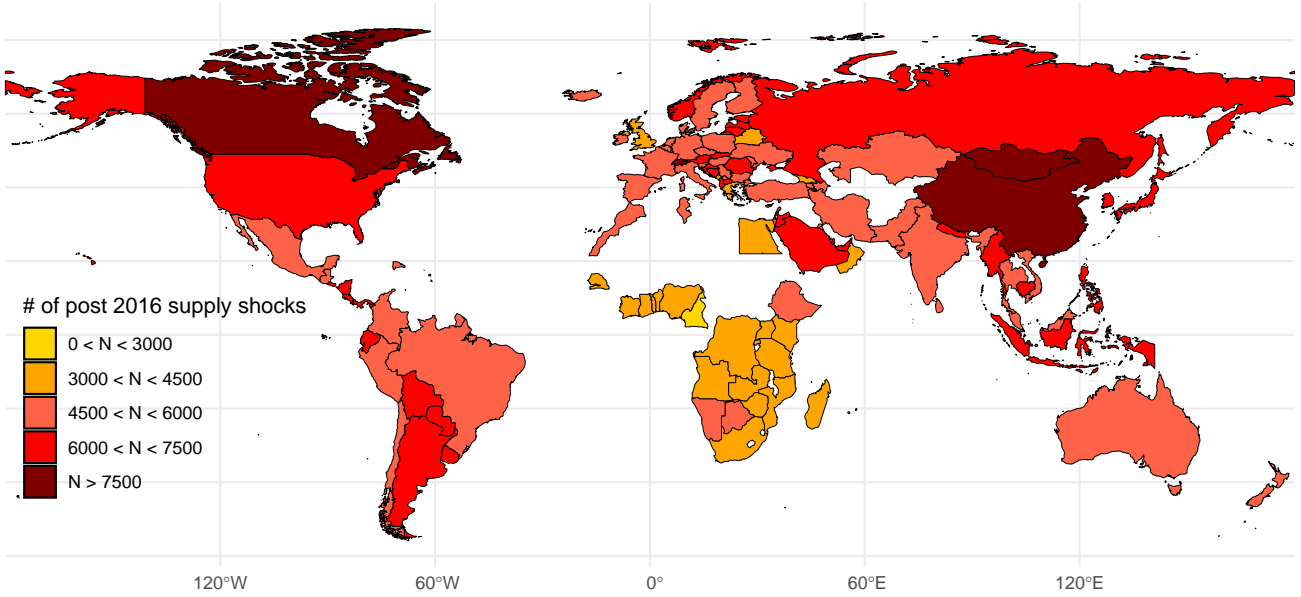 # of post 2016 supply shocks
0 < N < 3000
3000 < N < 4500
4500 < N < 6000
6000 < N < 7500
N > 7500
120°W 60°W 0° 60°E 120°E